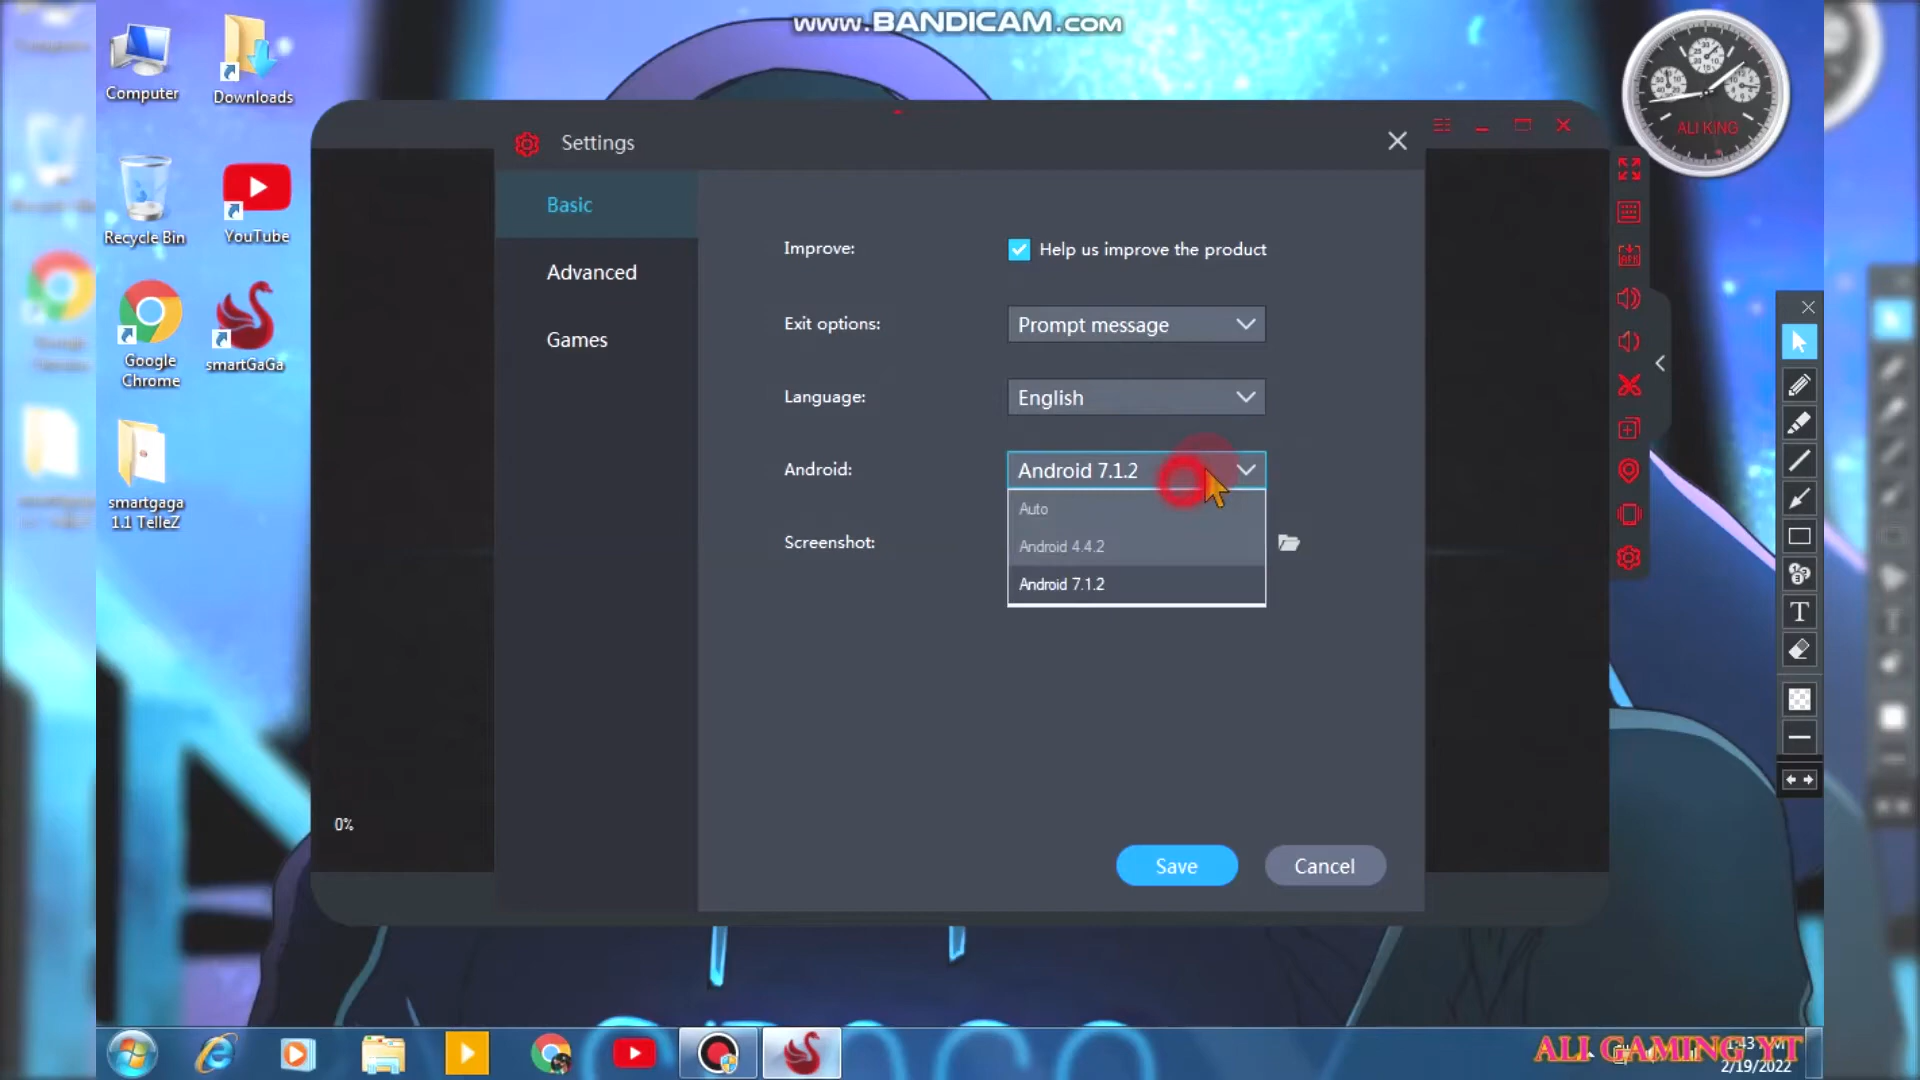 www.BANDICAM.com
Computer
Downloads
Recycle Bin
YouTube
Google
Chrome
smartGaGa
smartgaga
1.1 TelleZ
ALI KING
Settings
Basic
Advanced
Games
Improve:
Help us improve the product
Exit options:
Prompt message
Language:
English
Android:
Android 7.1.2
Auto
Android 4.4.2
Android 7.1.2
Screenshot:
0%
Save
Cancel
T
ALI GAMING YT
2/19/2022